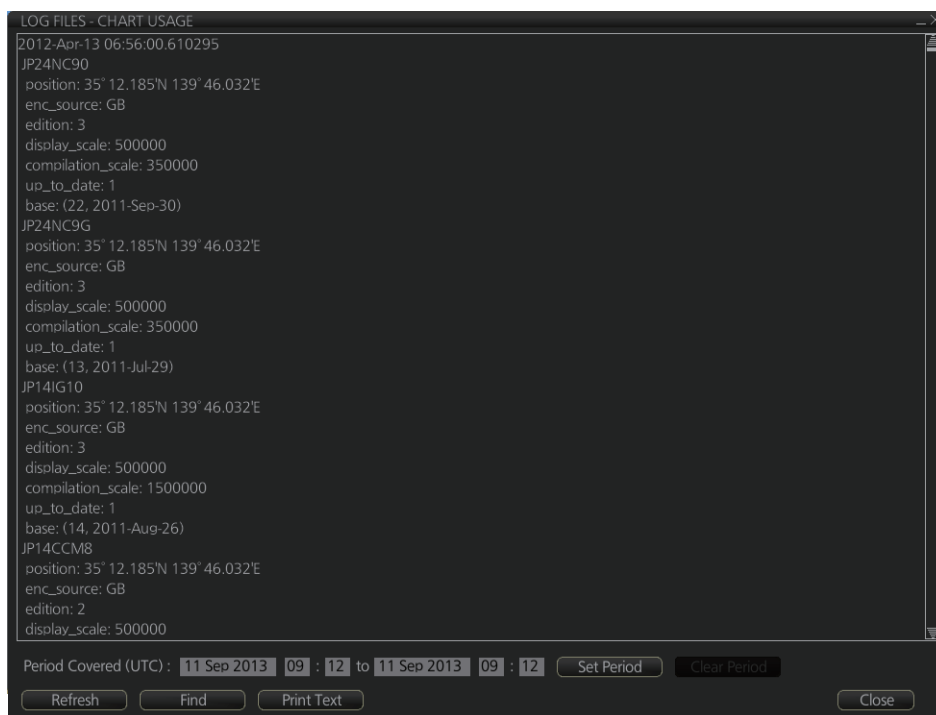 LOG FILES - CHART USAGE
2012-Apr-13 06:56:00.610295
JP24NC90
position: 35° 12.185'N 139° 46.032'E
enc_source: GB
edition: 3
display_scale: 500000
compilation_scale: 350000
up_to_date: 1
base: (22, 2011-Sep-30)
JP24NC9G
position: 35° 12.185'N 139° 46.032'E
enc_source: GB
edition: 3
display_scale: 500000
compilation_scale: 350000
up_to_date: 1
base: (13, 2011-Jul-29)
JP14IG10
position: 35° 12.185'N 139° 46.032'E
enc_source: GB
edition: 3
display_scale: 500000
compilation_scale: 1500000
up_to_date: 1
base: (14, 2011-Aug-26)
JP14CCM8
position: 35° 12.185'N 139° 46.032'E
enc_source: GB
edition: 2
display_scale: 500000
Period Covered (UTC) : 11 Sep 2013 09 : 12 to 11 Sep 2013 09 : 12 Set Period Clear Period
Refresh Find Print Text Close